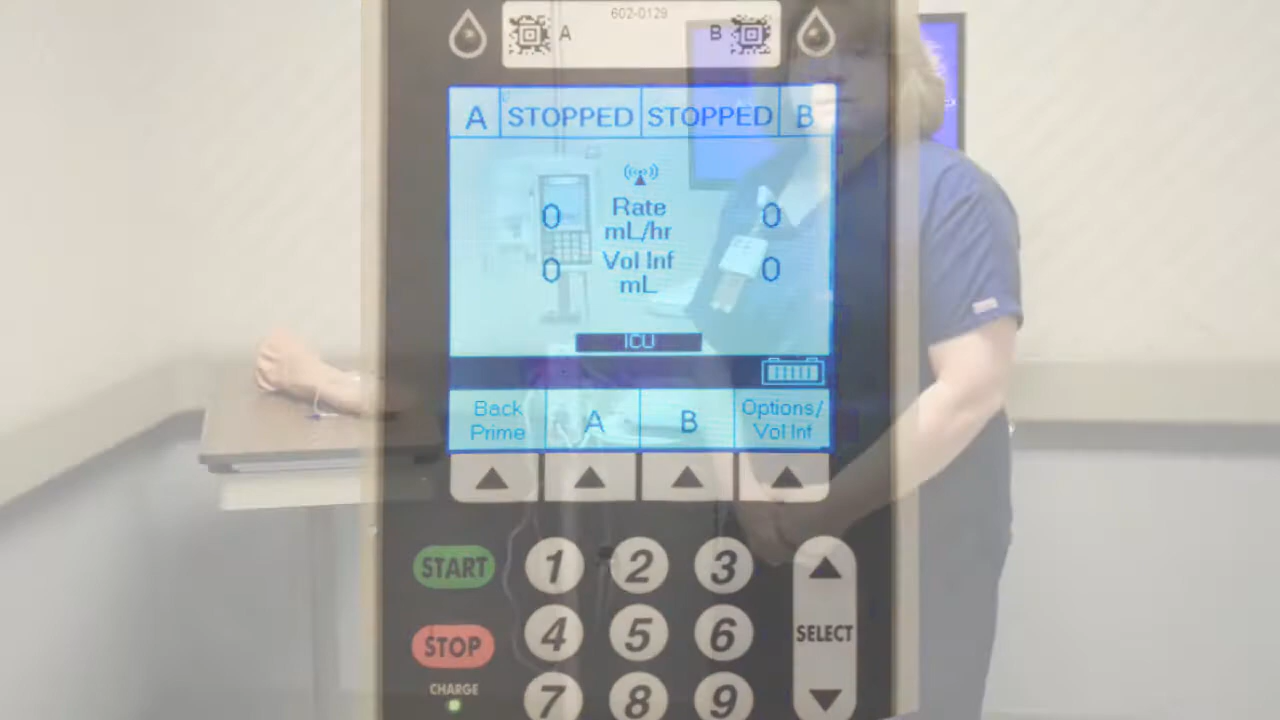 602-0129
A B
A STOPPED STOPPED B
0 Rate 0
mL/hr
0 Vol Inf 0
mL
ICU
Back A B Options/
Prime Vol Inf
START 1 2 3
4 5 6 SELECT
STOP
CHARGE 7 8 9